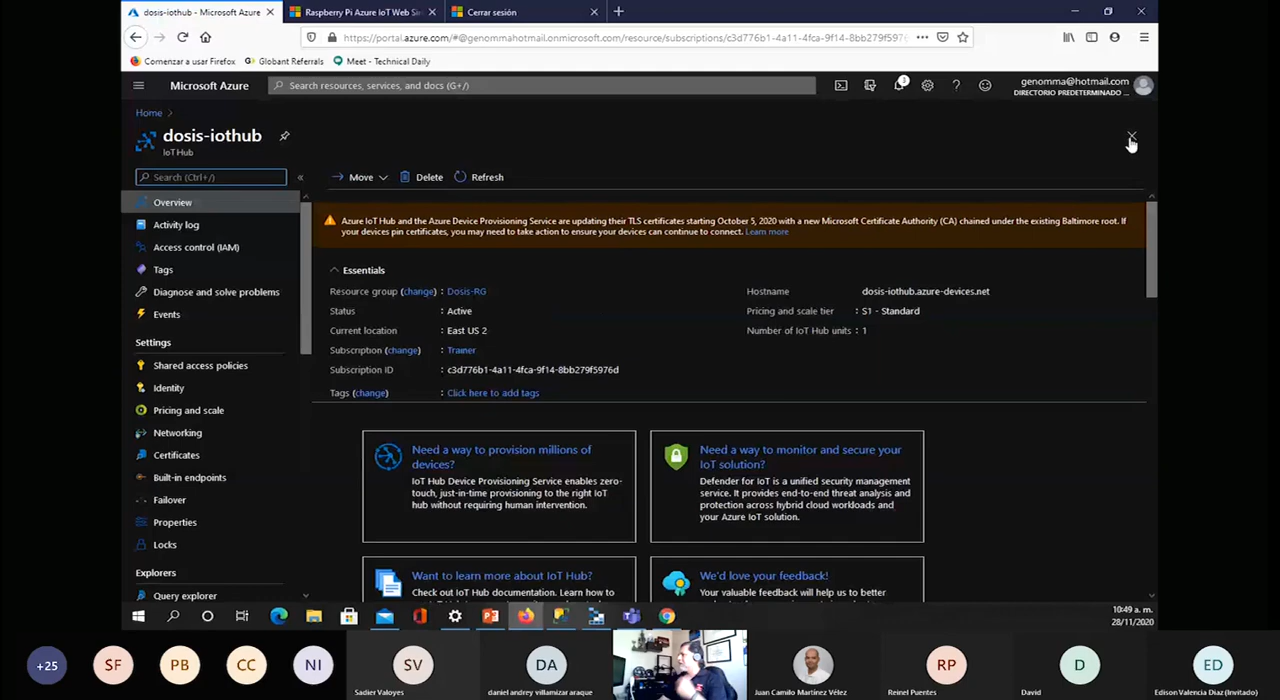 dosis-iothub - Microsoft Azure
Raspberry Pi Azure IoT Web Si
Cerrar sesión
https://portal.azure.com/#@genommahotmail.onmicrosoft.com/resource/subscriptions/c3d776b1-4a11-4fca-9f14-8bb279f597
Comenzar a usar Firefox
Globant Referrals
Meet - Technical Daily
Microsoft Azure
Search resources, services, and docs (G+/)
3
genomma@hotmail.com
DIRECTORIO PREDETERMINADO ...
Home >
dosis-iothub
IoT Hub
Search (Ctrl+/)
«
Move
Delete
Refresh
Overview
Activity log
Access control (IAM)
Tags
Diagnose and solve problems
Events
Settings
Shared access policies
Identity
Pricing and scale
Networking
Certificates
Built-in endpoints
Failover
Properties
Locks
Explorers
Query explorer
Azure IoT Hub and the Azure Device Provisioning Service are updating their TLS certificates starting October 5, 2020 with a new Microsoft Certificate Authority (CA) chained under the existing Baltimore root. If
your devices pin certificates, you may need to take action to ensure your devices can continue to connect. Learn more
Essentials
Resource group (change) : Dosis-RG
Status : Active
Current location : East US 2
Subscription (change) : Trainer
Subscription ID : c3d776b1-4a11-4fca-9f14-8bb279f5976d
Tags (change) : Click here to add tags
Hostname dosis-iothub.azure-devices.net
Pricing and scale tier : S1 - Standard
Number of IoT Hub units : 1
Need a way to provision millions of
devices?
IoT Hub Device Provisioning Service enables zero-
touch, just-in-time provisioning to the right IoT
hub without requiring human intervention.
Need a way to monitor and secure your
IoT solution?
Defender for IoT is a unified security management
service. It provides end-to-end threat analysis and
protection across hybrid cloud workloads and
your Azure IoT solution.
Want to learn more about IoT Hub?
Check out IoT Hub documentation. Learn how to
We'd love your feedback!
Your valuable feedback will help us to better
10:49 a. m.
28/11/2020
+25
SF
PB
CC
NI
SV
Sadier Valoyes
DA
daniel andrey villamizar araque
Juan Camilo Martínez Vélez
RP
Reinel Puentes
D
David
ED
Edison Valencia Díaz (Invitado)